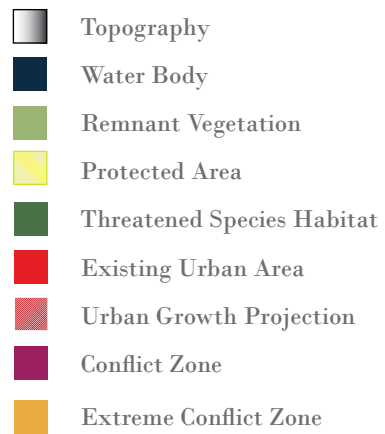 Topography
Water Body
Remnant Vegetation
Protected Area
Threatened Species Habitat
Existing Urban Area
Urban Growth Projection
Conflict Zone
Extreme Conflict Zone